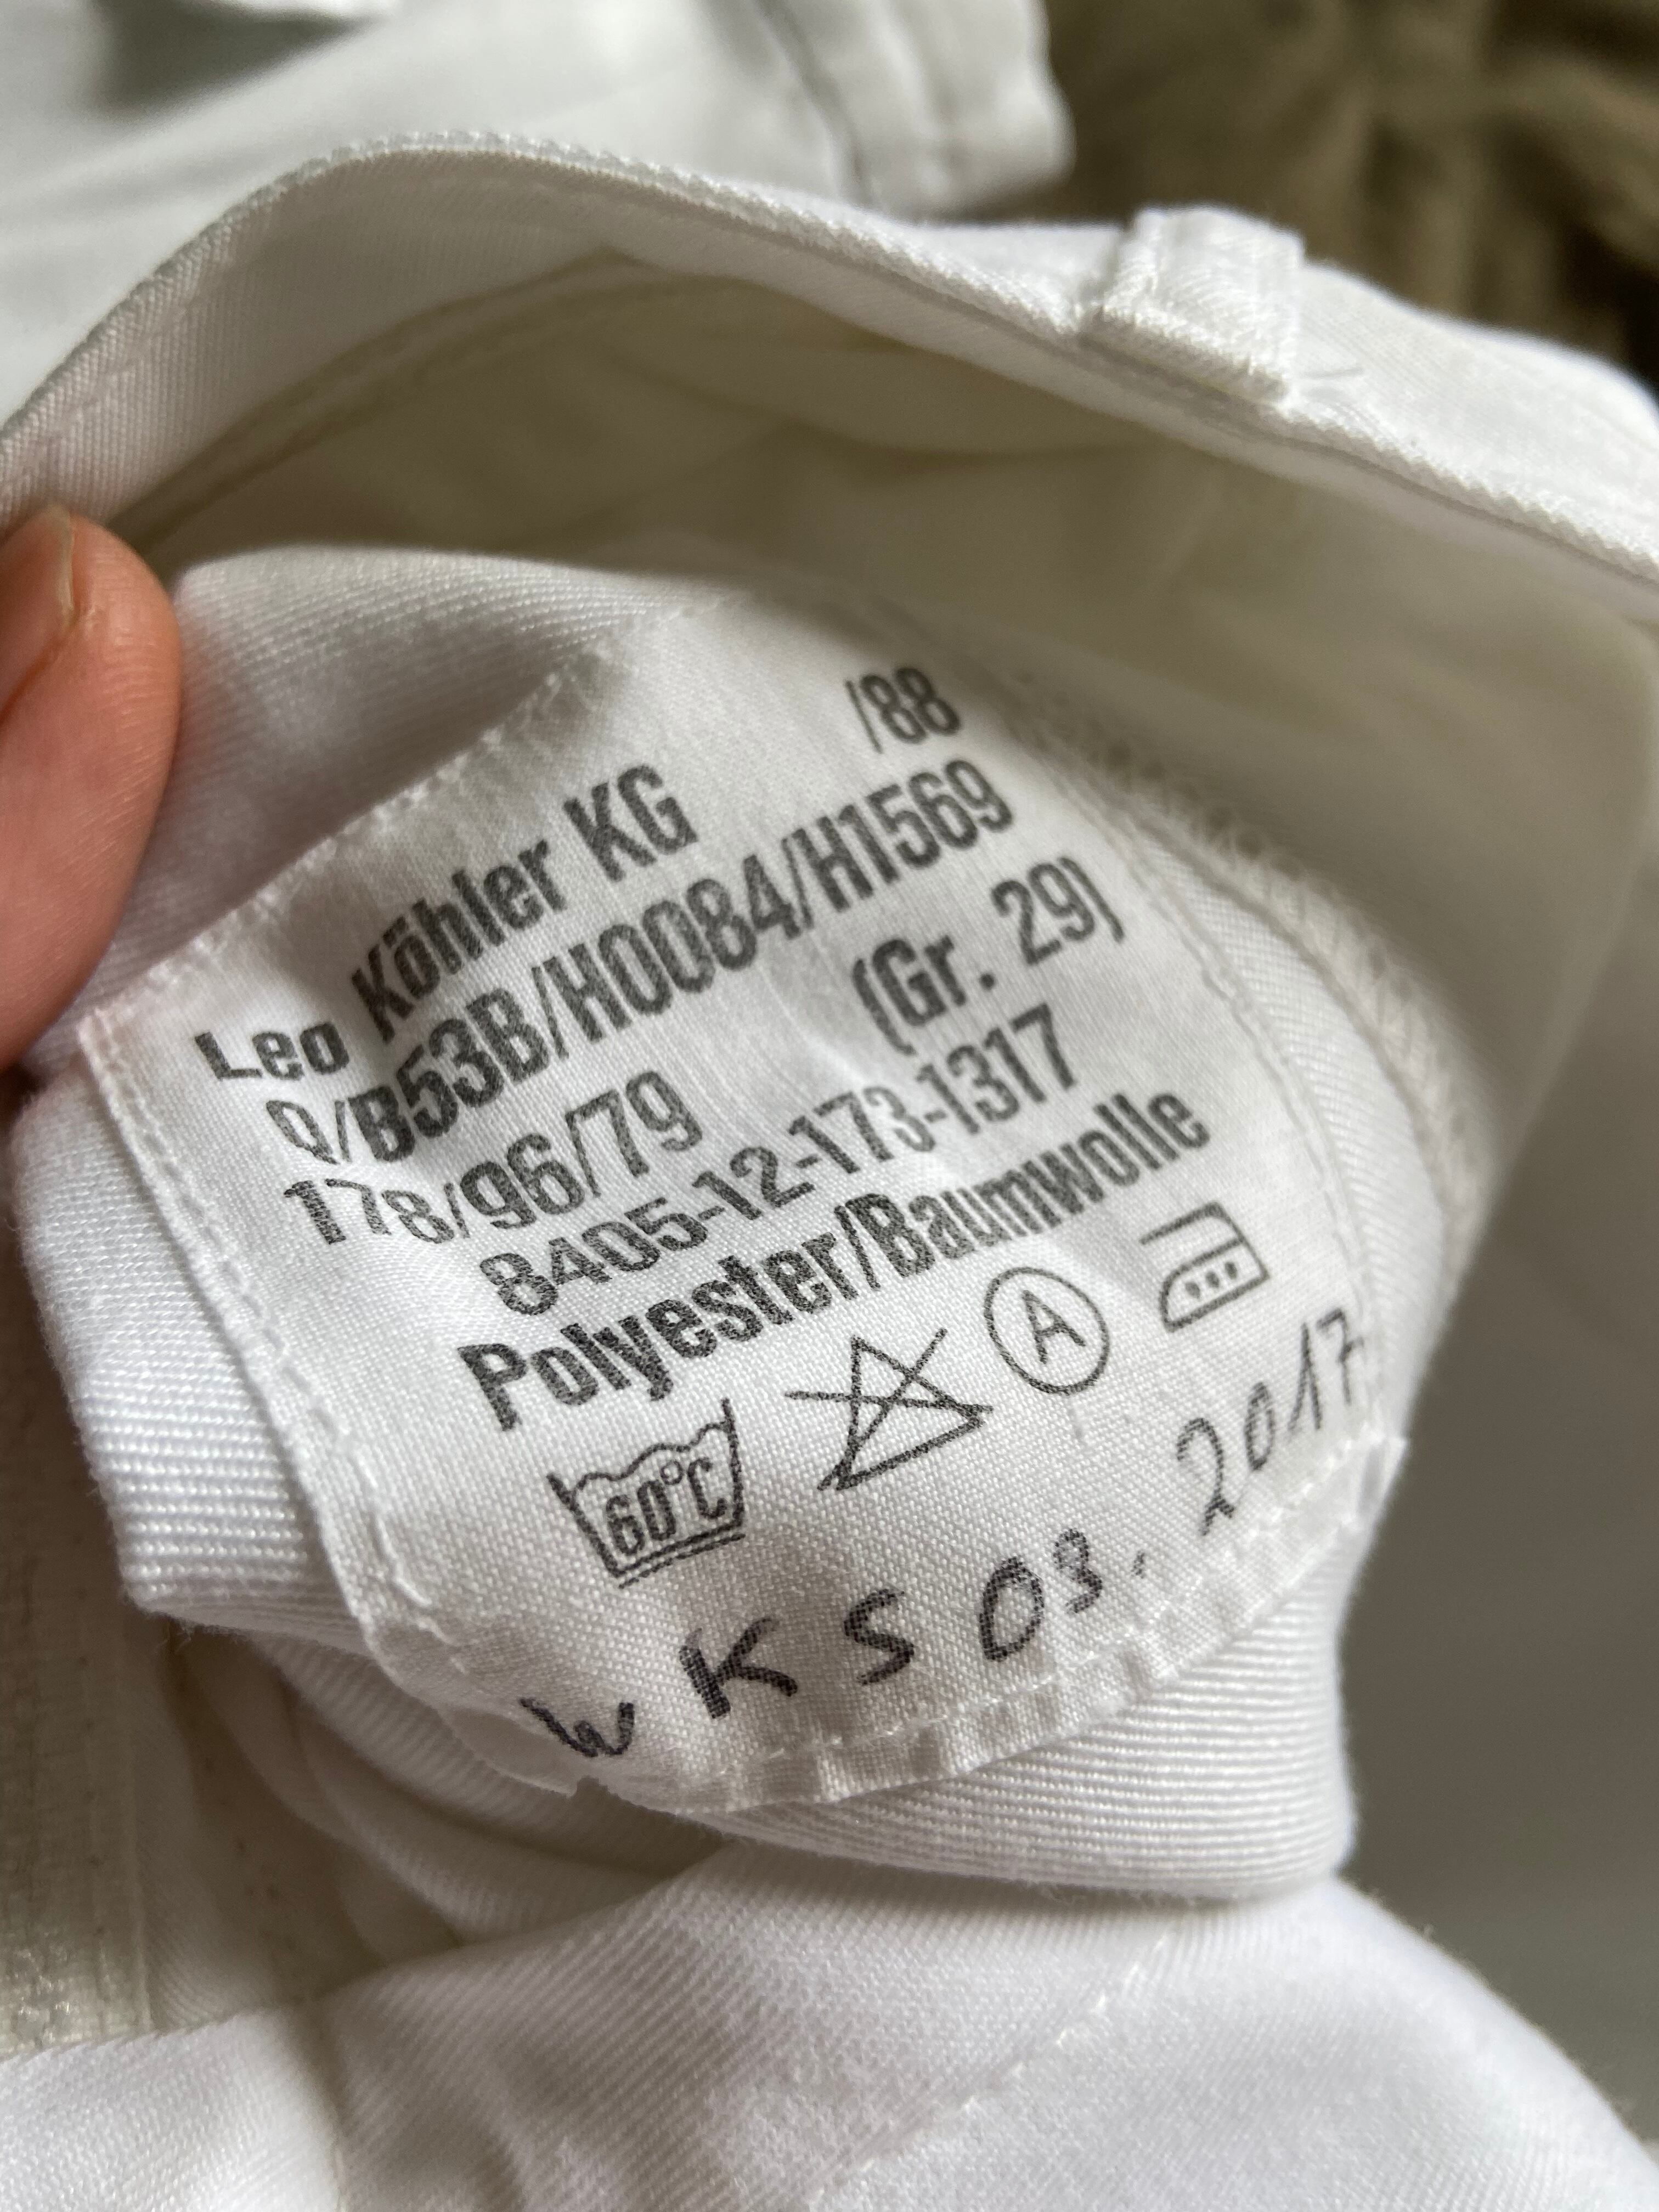 Leo Köhler KG /88
Q/B53B/H0084/H1569
178/96/79 (Gr. 29)
8405-12-173-1317
Polyester/Baumwolle
60°C A
WKS 03. 2017